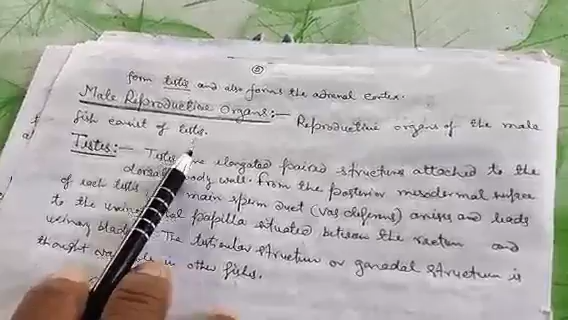 ②
form testis and also forms the adrenal cortex.
Male Reproductive Organs:— Reproductive organs of the male
fish consist of testis.
Testes:— Testis are elongated paired structures attached to the
dorsal body wall. From the posterior mesodermal surface
of each testis main sperm duct (vas deferens) arises and leads
to the papilla situated between the rectum and
urinary bladder. The testicular structure or gonadal structure is
thought in other fishes.